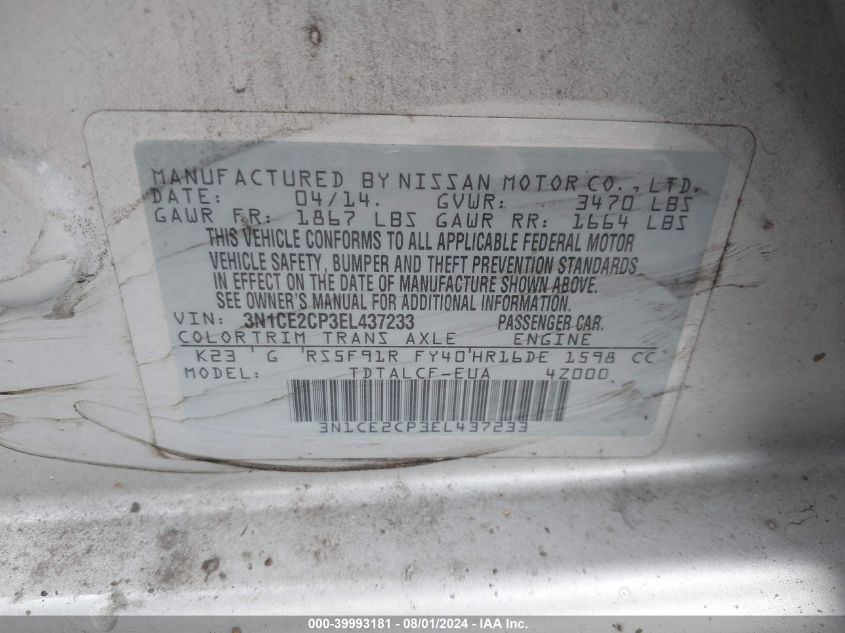 MANUFACTURED BY NISSAN MOTOR CO., LTD.
DATE: 04/14. GVWR: 3470 LBS
GAWR FR: 1867 LBS GAWR RR: 1664 LBS
THIS VEHICLE CONFORMS TO ALL APPLICABLE FEDERAL MOTOR
VEHICLE SAFETY, BUMPER AND THEFT PREVENTION STANDARDS
IN EFFECT ON THE DATE OF MANUFACTURE SHOWN ABOVE.
SEE OWNER'S MANUAL FOR ADDITIONAL INFORMATION.
VIN: 3N1CE2CP3EL437233 PASSENGER CAR.
COLOR TRIM TRANS AXLE ENGINE
K23 'G 'RS5F91R FY40'HR16DE 1598 CC
MODEL: TDTALCF-EUA 4Z000
3N1CE2CP3EL437233
000-39993181 - 08/01/2024 - IAA Inc.